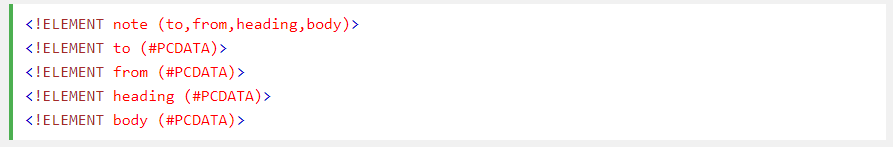 <!ELEMENT note (to,from,heading,body)>
<!ELEMENT to (#PCDATA)>
<!ELEMENT from (#PCDATA)>
<!ELEMENT heading (#PCDATA)>
<!ELEMENT body (#PCDATA)>